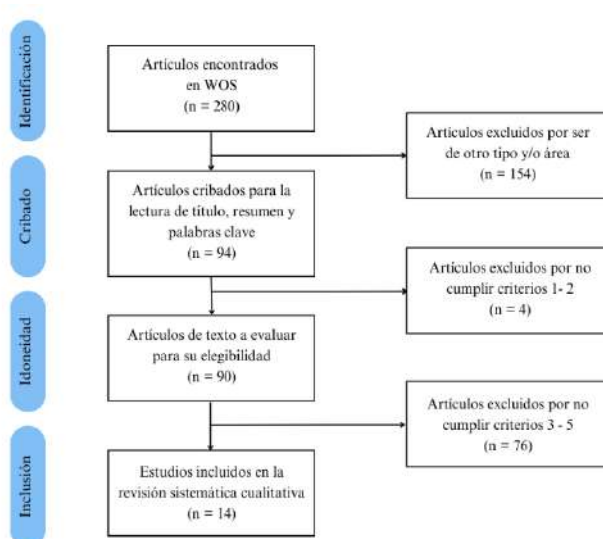 Identificación
Artículos encontrados
en WOS
(n = 280)
Artículos excluidos por ser
de otro tipo y/o área
(n = 154)
Cribado
Artículos cribados para la
lectura de título, resumen y
palabras clave
(n = 94)
Artículos excluidos por no
cumplir criterios 1- 2
(n = 4)
Idoneidad
Artículos de texto a evaluar
para su elegibilidad
(n = 90)
Artículos excluidos por no
cumplir criterios 3 - 5
(n = 76)
Inclusión
Estudios incluidos en la
revisión sistemática cualitativa
(n = 14)